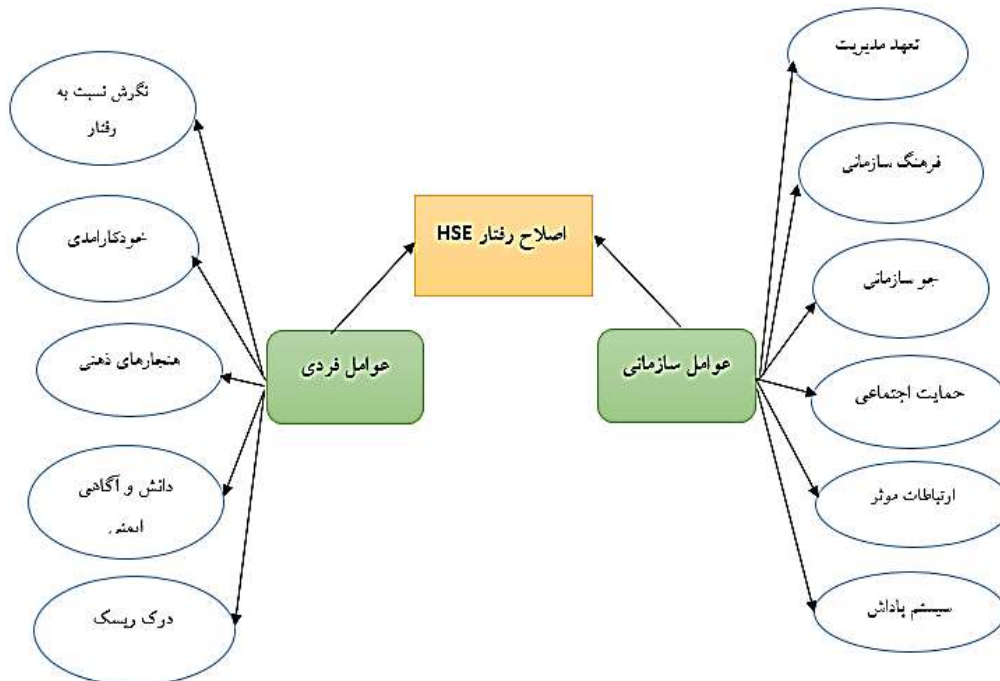 تعهد مدیریت
نگرش نسبت به
رفتار
فرهنگ سازمانی
اصلاح رفتار HSE
خودکارامدی
جو سازمانی
عوامل سازمانی
عوامل فردی
هنجارهای ذهنی
حمایت اجتماعی
دانش و آگاهی
ایمنی
ارتباطات موثر
سیستم پاداش
درک ریسک